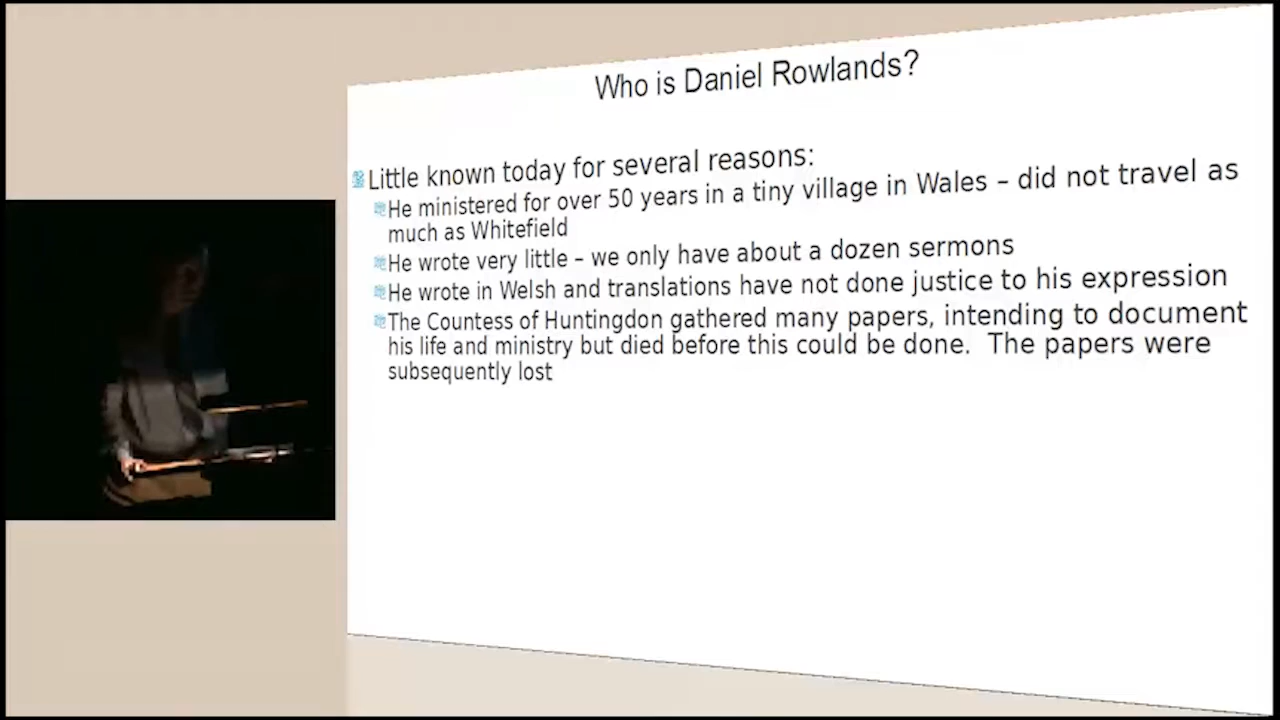 Who is Daniel Rowlands?
Little known today for several reasons:
He ministered for over 50 years in a tiny village in Wales – did not travel as
much as Whitefield
He wrote very little – we only have about a dozen sermons
He wrote in Welsh and translations have not done justice to his expression
The Countess of Huntingdon gathered many papers, intending to document
his life and ministry but died before this could be done.  The papers were
subsequently lost